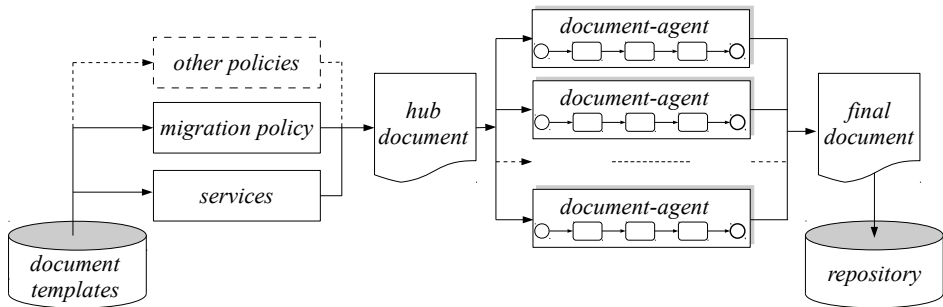 other policies
migration policy
services
document
templates
hub
document
document-agent
document-agent
document-agent
final
document
repository